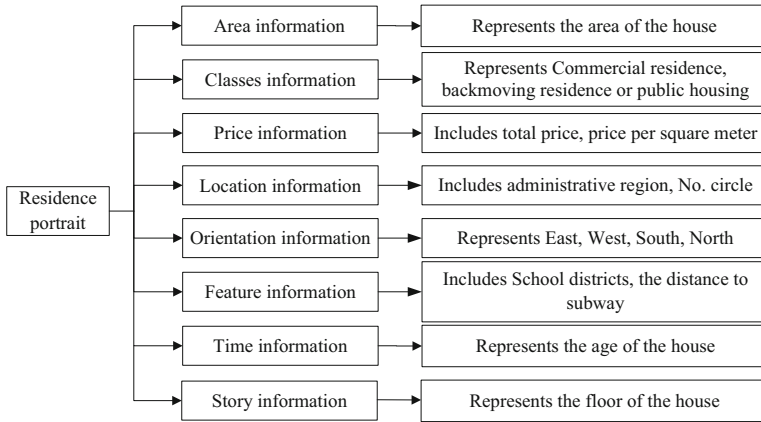 Area information
Represents the area of the house
Classes information
Represents Commercial residence,
backmoving residence or public housing
Price information
Includes total price, price per square meter
Residence
portrait
Location information
Includes administrative region, No. circle
Orientation information
Represents East, West, South, North
Feature information
Includes School districts, the distance to
subway
Time information
Represents the age of the house
Story information
Represents the floor of the house